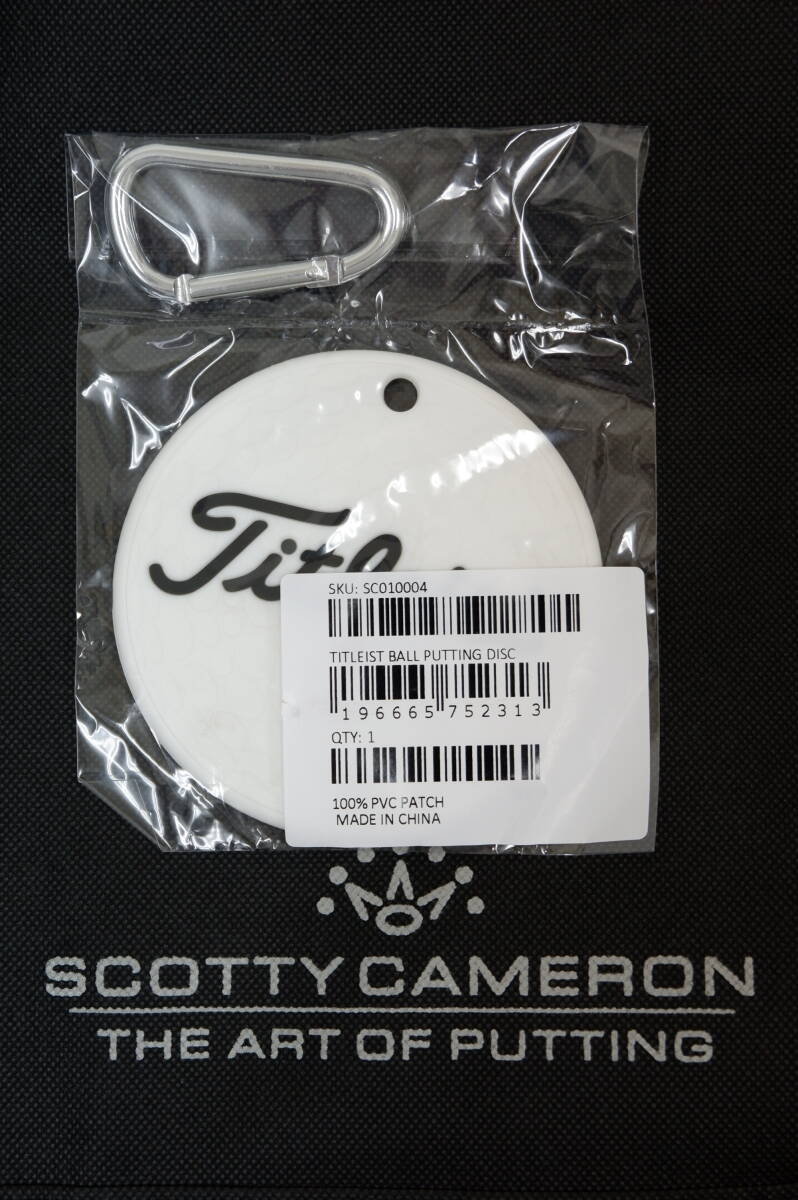 Titl
SKU: SC010004
TITLEIST BALL PUTTING DISC
196665 752313
QTY: 1
100% PVC PATCH
MADE IN CHINA
SCOTTY CAMERON
THE ART OF PUTTING